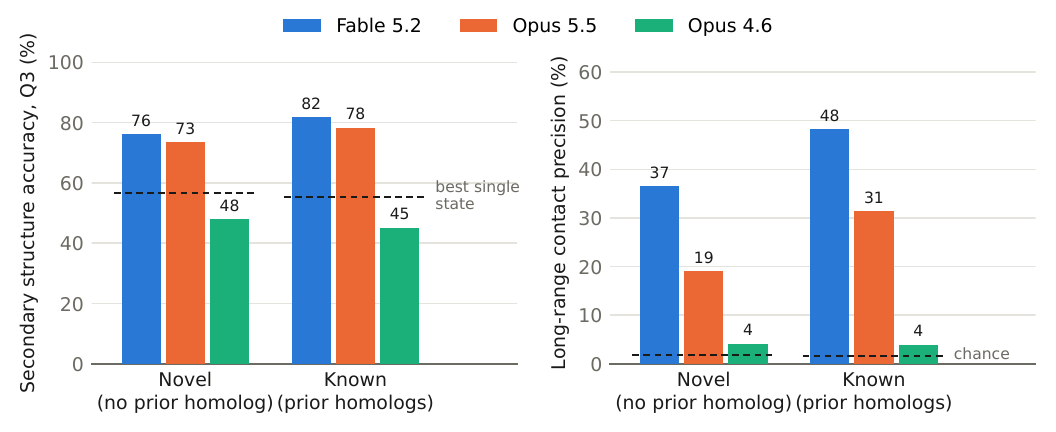 Fable 5.2 Opus 5.5 Opus 4.6
Secondary structure accuracy, Q3 (%)
100
80
60
40
20
0
76
73
48
82
78
45
best single
state
Novel
(no prior homolog)
Known
(prior homologs)
Long-range contact precision (%)
60
50
40
30
20
10
0
37
19
4
48
31
4
chance
Novel
(no prior homolog)
Known
(prior homologs)